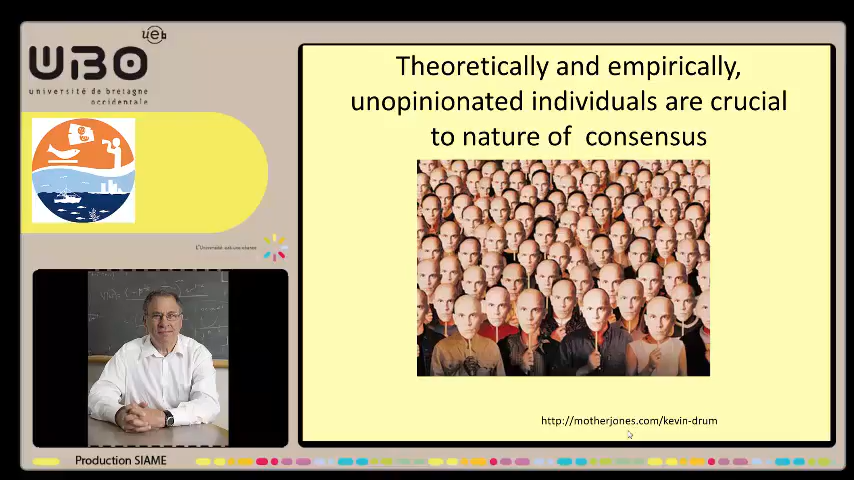 ueb
UBO
université de bretagne
occidentale
Theoretically and empirically,
unopinionated individuals are crucial
to nature of consensus
http://motherjones.com/kevin-drum
Production SIAME